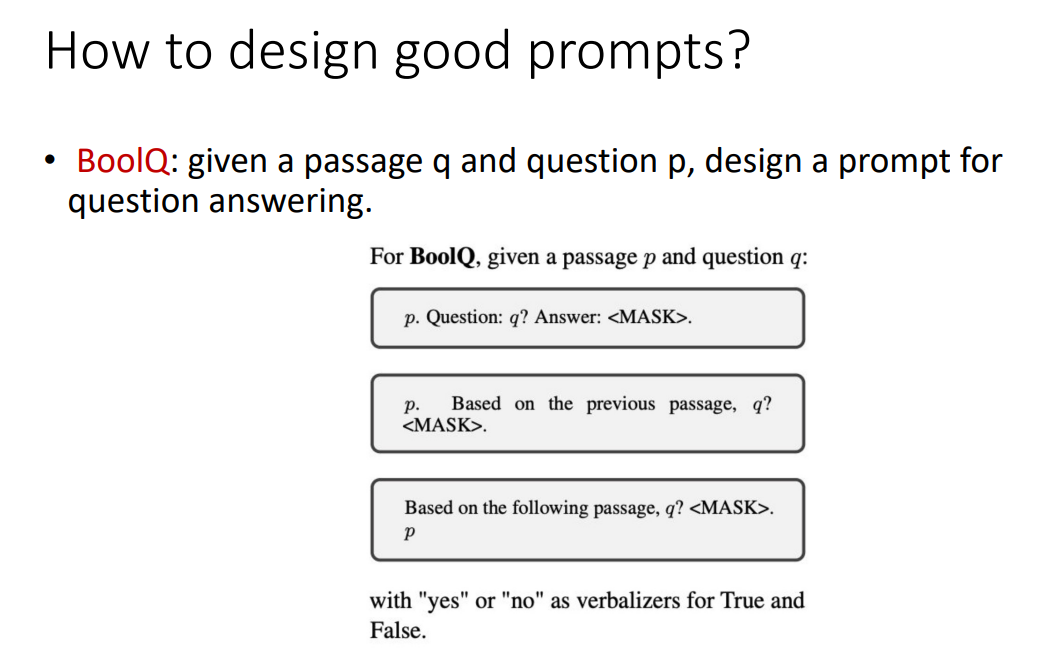 How to design good prompts?
• BoolQ: given a passage q and question p, design a prompt for
question answering.
For BoolQ, given a passage p and question q:
p. Question: q? Answer: <MASK>.
p. Based on the previous passage, q?
<MASK>.
Based on the following passage, q? <MASK>.
p
with "yes" or "no" as verbalizers for True and
False.